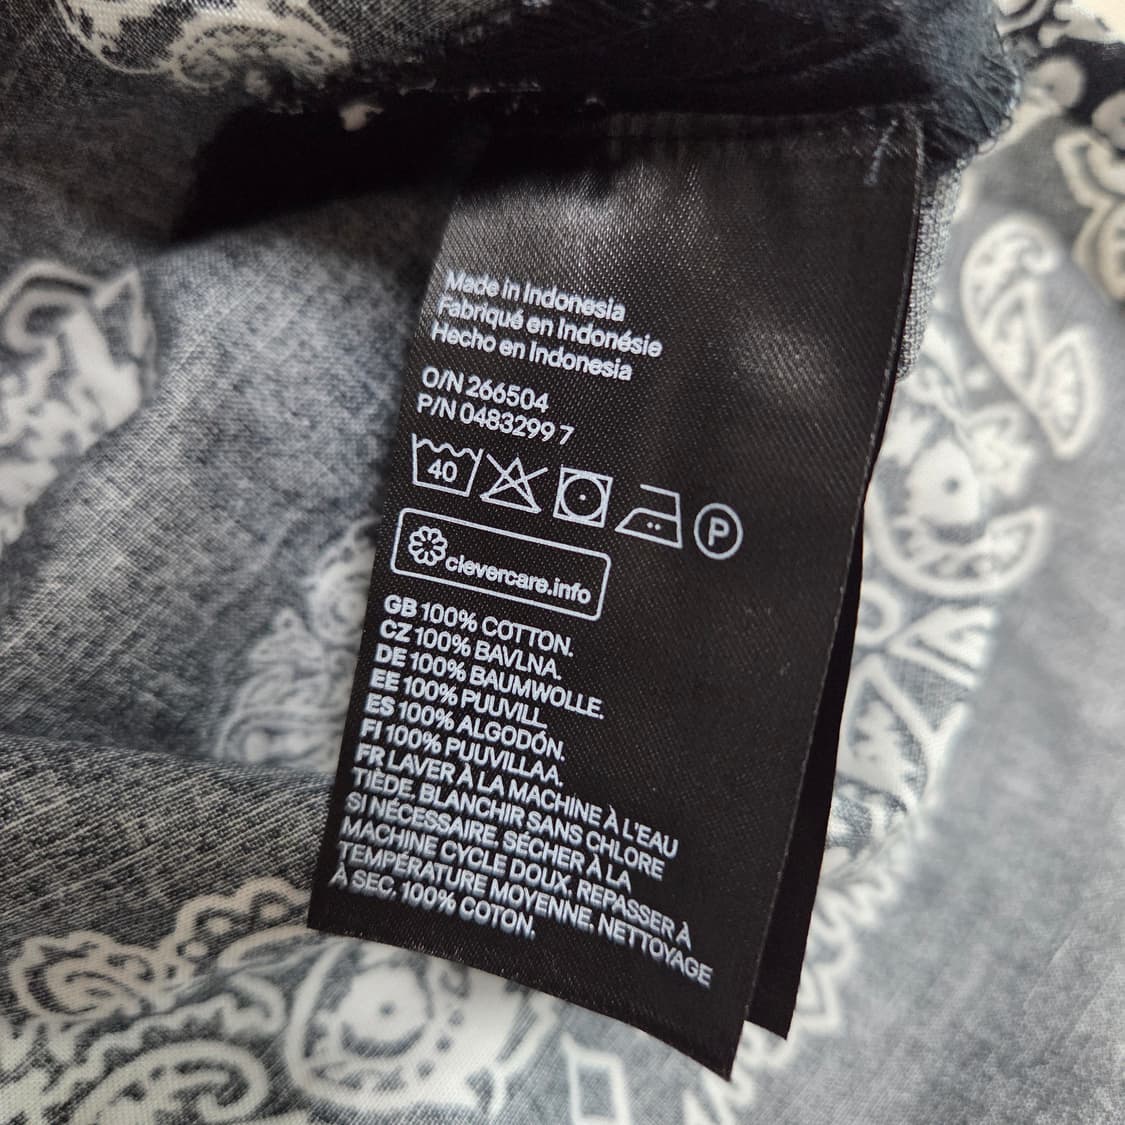 Made in Indonesia
Fabriqué en Indonésie
Hecho en Indonesia
O/N 266504
P/N 0483299 7
40
P
clevercare.info
GB 100% COTTON.
CZ 100% BAVLNA.
DE 100% BAUMWOLLE.
EE 100% PUUVILL.
ES 100% ALGODÓN.
FI 100% PUUVILLAA.
FR LAVER À LA MACHINE À L'EAU
TIÈDE. BLANCHIR SANS CHLORE
SI NÉCESSAIRE. SÉCHER À LA
MACHINE CYCLE DOUX. REPASSER À
TEMPÉRATURE MOYENNE. NETTOYAGE
À SEC. 100% COTON.